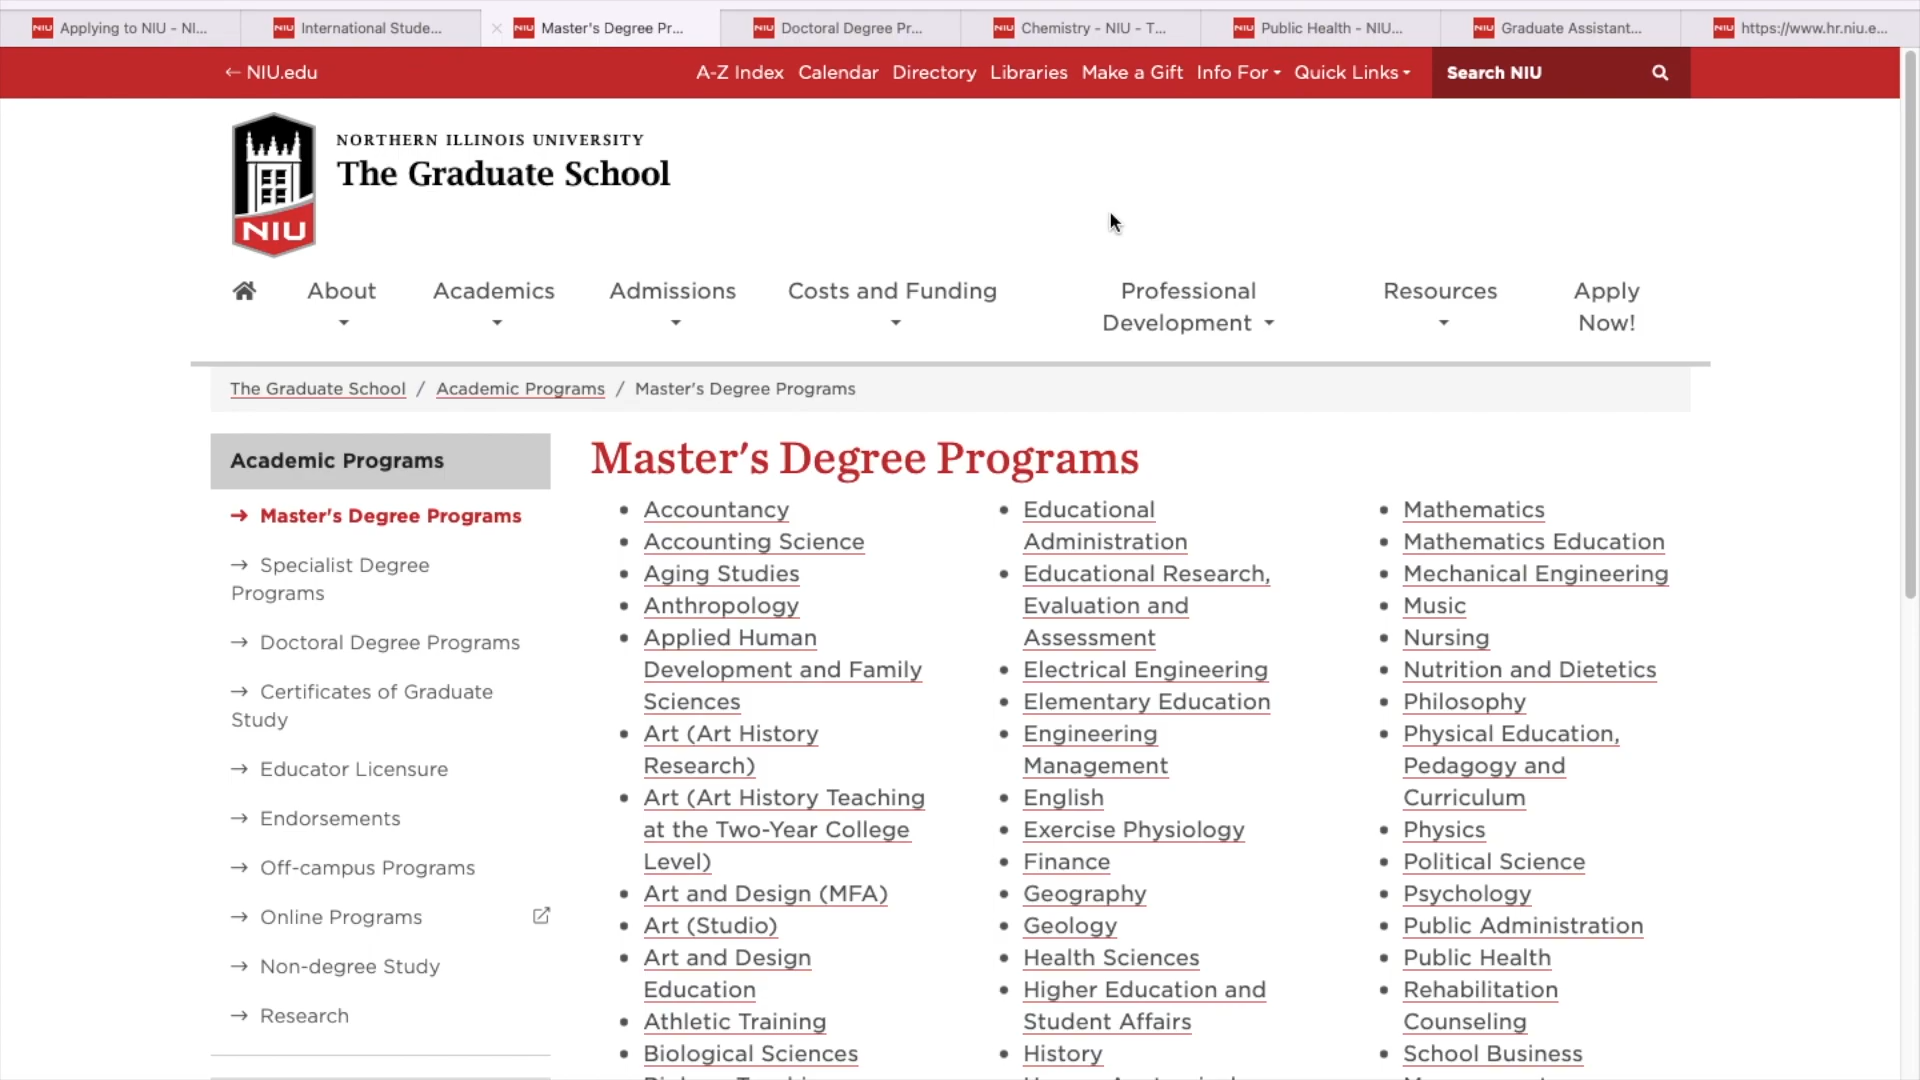 NIU Applying to NIU - NI...
NIU International Stude...
NIU Master's Degree Pr...
NIU Doctoral Degree Pr...
NIU Chemistry - NIU - T...
NIU Public Health - NIU...
NIU Graduate Assistant...
NIU https://www.hr.niu.e...
← NIU.edu
A-Z Index Calendar Directory Libraries Make a Gift Info For Quick Links Search NIU
NORTHERN ILLINOIS UNIVERSITY
The Graduate School
NIU
About
Academics
Admissions
Costs and Funding
Professional
Development
Resources
Apply
Now!
The Graduate School / Academic Programs / Master's Degree Programs
Academic Programs
→ Master's Degree Programs
→ Specialist Degree
Programs
→ Doctoral Degree Programs
→ Certificates of Graduate
Study
→ Educator Licensure
→ Endorsements
→ Off-campus Programs
→ Online Programs
→ Non-degree Study
→ Research
Master's Degree Programs
• Accountancy
• Accounting Science
• Aging Studies
• Anthropology
• Applied Human
Development and Family
Sciences
• Art (Art History
Research)
• Art (Art History Teaching
at the Two-Year College
Level)
• Art and Design (MFA)
• Art (Studio)
• Art and Design
Education
• Athletic Training
• Biological Sciences
• Educational
Administration
• Educational Research,
Evaluation and
Assessment
• Electrical Engineering
• Elementary Education
• Engineering
Management
• English
• Exercise Physiology
• Finance
• Geography
• Geology
• Health Sciences
• Higher Education and
Student Affairs
• History
• Mathematics
• Mathematics Education
• Mechanical Engineering
• Music
• Nursing
• Nutrition and Dietetics
• Philosophy
• Physical Education,
Pedagogy and
Curriculum
• Physics
• Political Science
• Psychology
• Public Administration
• Public Health
• Rehabilitation
Counseling
• School Business